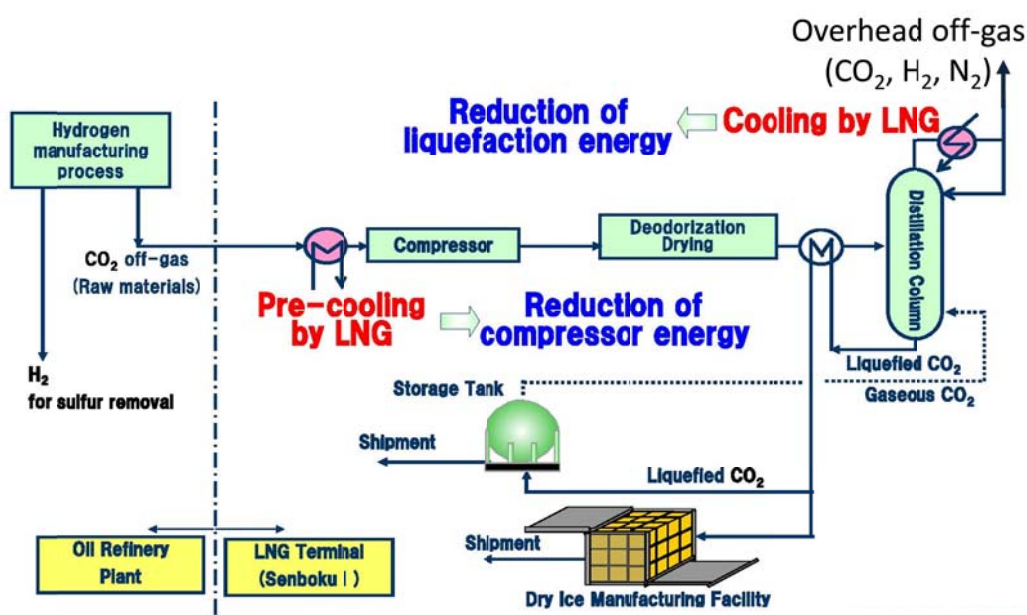 Overhead off-gas
(CO₂, H₂, N₂)
Reduction of
liquefaction energy
Cooling by LNG
Hydrogen
manufacturing
process
Compressor
Deodorization
Drying
Distillation Column
CO₂ off-gas
(Raw materials)
Pre-cooling
by LNG
Reduction of
compressor energy
Liquefied CO₂
Gaseous CO₂
H₂
for sulfur removal
Storage Tank
Shipment
Liquefied CO₂
Oil Refinery
Plant
LNG Terminal
(Senboku I)
Shipment
Dry Ice Manufacturing Facility